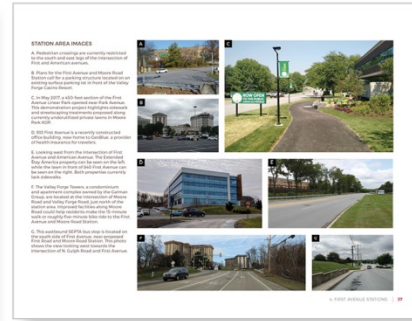 STATION AREA IMAGES
A. Pedestrian crossings are currently restricted
to the south and east legs of the intersection of
First and American avenues.
B. Plans for the First Avenue and Moore Road
Station call for a parking structure located on an
existing surface parking lot in front of the Valley
Forge Casino Resort.
C. In May 2017, a 450-foot section of the First
Avenue Linear Park opened near Park Avenue.
This demonstration project highlights sidewalk
and streetscaping treatments proposed along
currently underutilized private lawns in Moore
Park KOP.
D. 933 First Avenue is a recently constructed
office building, now home to GeoBlue, a provider
of health insurance for travelers.
E. Looking west from the intersection of
First Avenue and American Avenue. The Extended
Stay America property can be seen on the left,
while the lawn in front of 640 First Avenue can
be seen on the right. Both properties currently
lack sidewalks.
F. The Valley Forge Towers, a condominium
and apartment complex owned by the Galman
Group, are located at the intersection of Moore
Road and Valley Forge Road, just north of the
station area. Improved facilities along Moore
Road could help residents make the 10 minute
walk or roughly five-minute bike ride to the First
Avenue and Moore Road Station.
G. This eastbound SEPTA bus stop is located on
the south side of First Avenue, near proposed
First Road and Moore Road Station. This photo
shows the view looking west towards the
intersection of N. Gulph Road and First Avenue.
A
C
NOW OPEN
B
D
E
F
G
5. FIRST AVENUE STATIONS | 37